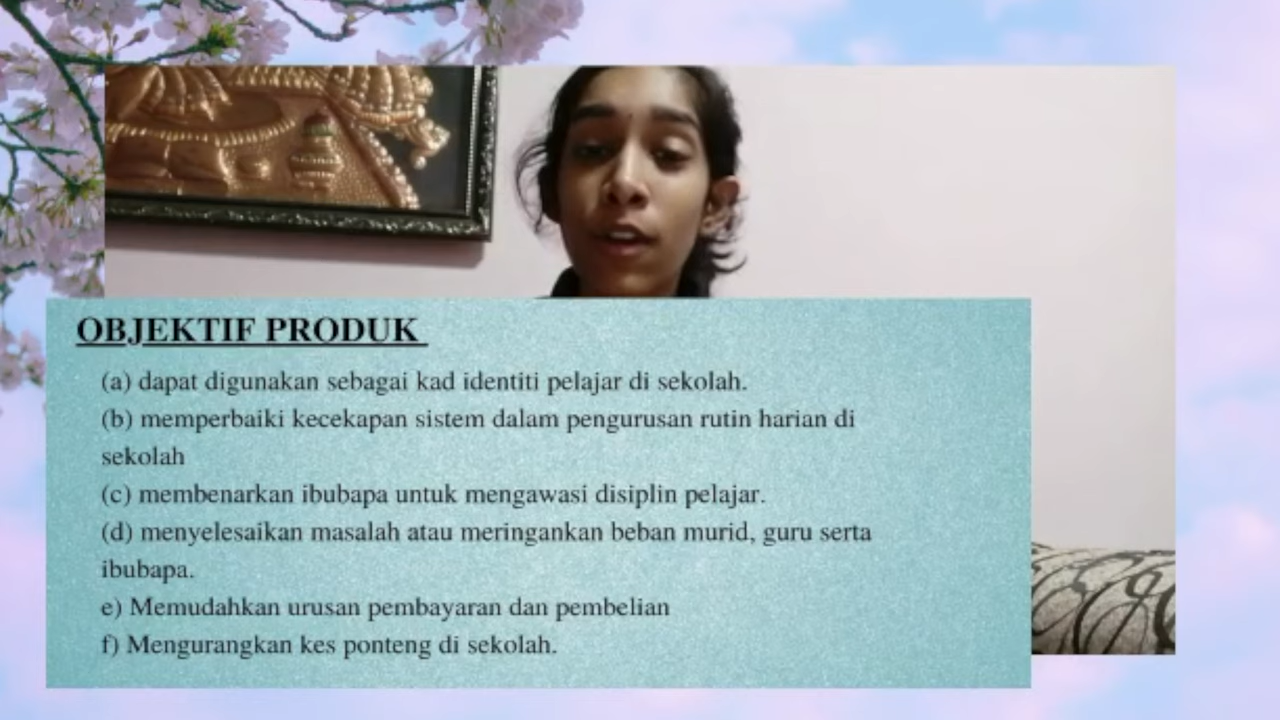 OBJEKTIF PRODUK
(a) dapat digunakan sebagai kad identiti pelajar di sekolah.
(b) memperbaiki kecekapan sistem dalam pengurusan rutin harian di
sekolah
(c) membenarkan ibubapa untuk mengawasi disiplin pelajar.
(d) menyelesaikan masalah atau meringankan beban murid, guru serta
ibubapa.
e) Memudahkan urusan pembayaran dan pembelian
f) Mengurangkan kes ponteng di sekolah.